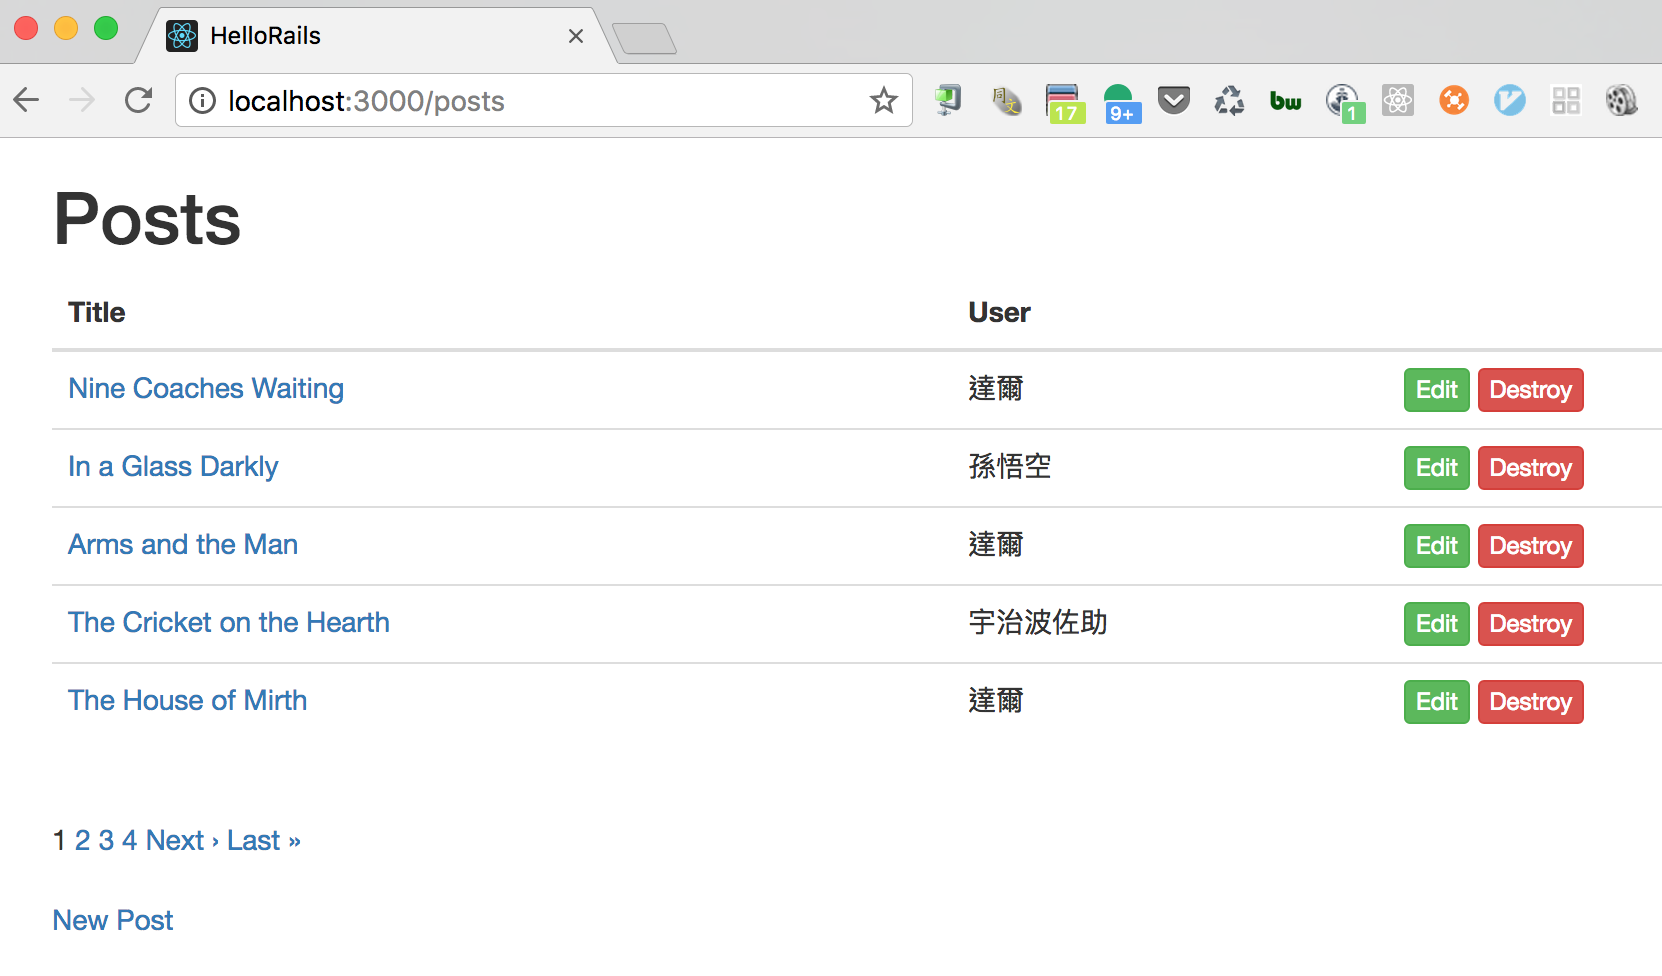 HelloRails
localhost:3000/posts
17
9+
bw
1
Posts
Title User
Nine Coaches Waiting 達爾 Edit Destroy
In a Glass Darkly 孫悟空 Edit Destroy
Arms and the Man 達爾 Edit Destroy
The Cricket on the Hearth 宇治波佐助 Edit Destroy
The House of Mirth 達爾 Edit Destroy
1 2 3 4 Next › Last »
New Post